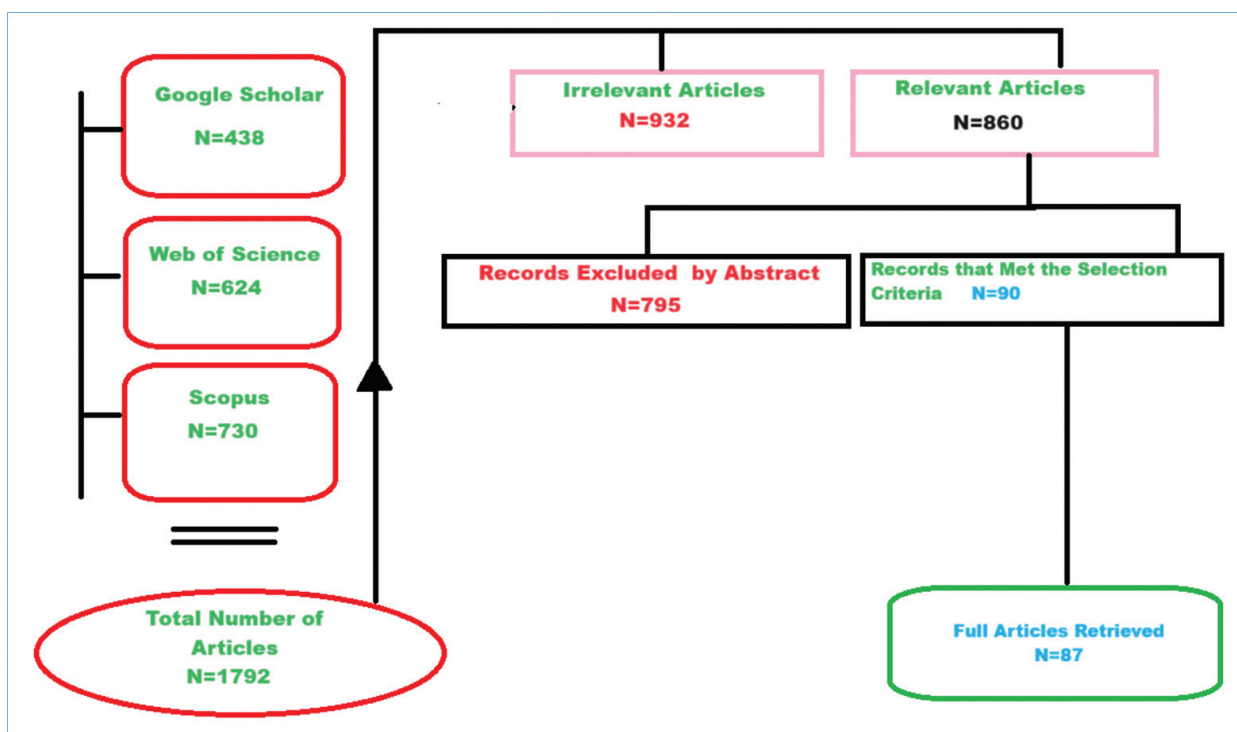 Google Scholar
N=438
Web of Science
N=624
Scopus
N=730
Total Number of
Articles
N=1792
Irrelevant Articles
N=932
Relevant Articles
N=860
Records Excluded by Abstract
N=795
Records that Met the Selection
Criteria N=90
Full Articles Retrieved
N=87